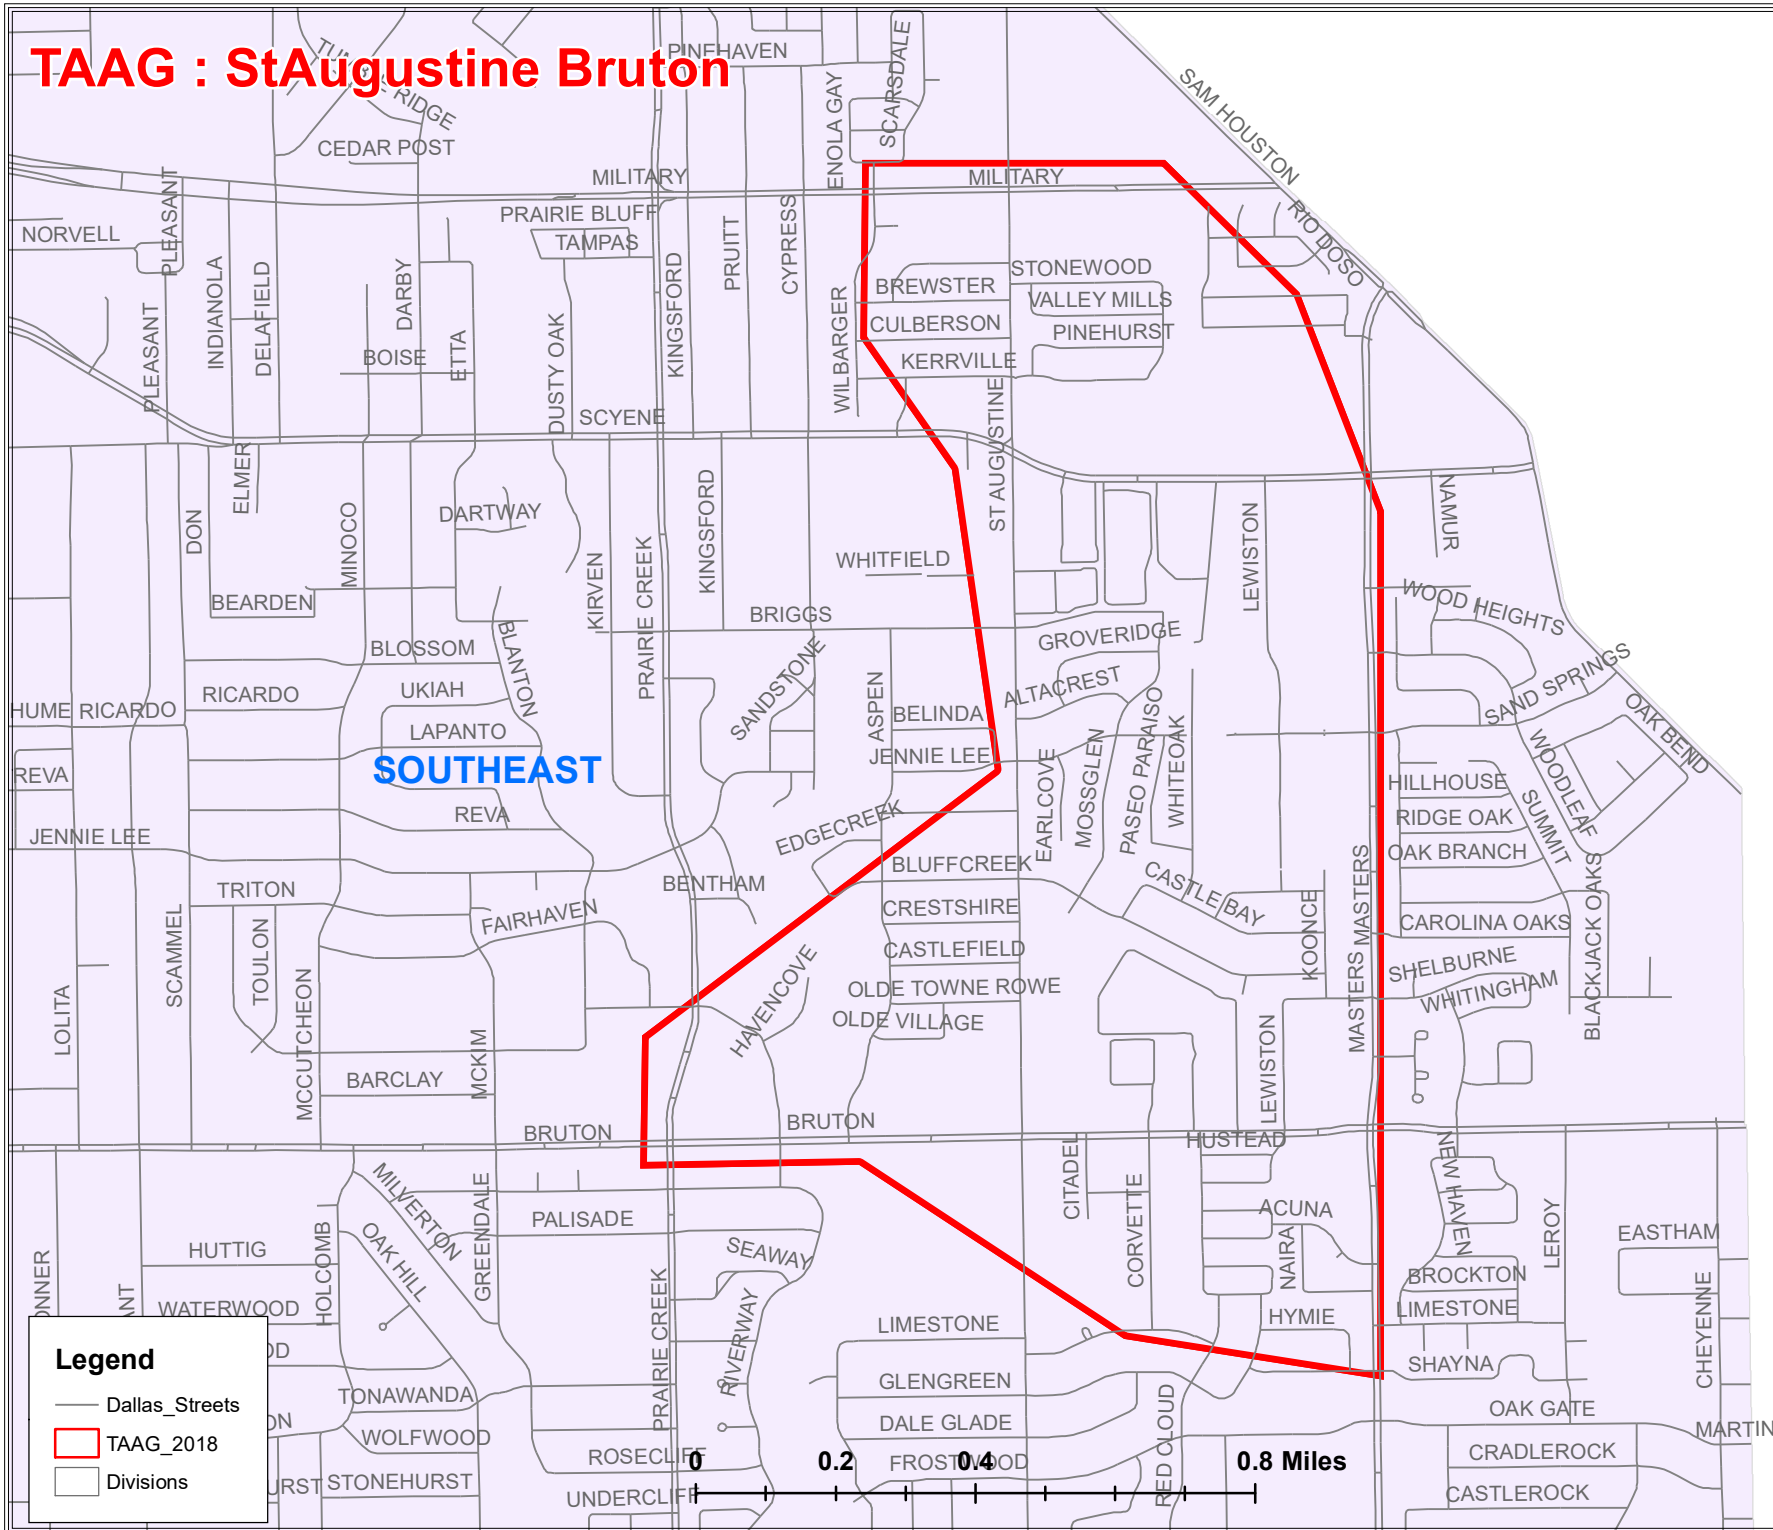 TAAG : StAugustine Bruton
PINEHAVEN
SCARSDALE
ENOLA GAY
SAM HOUSTON
CEDAR POST
MILITARY
MILITARY
PLEASANT
PRAIRIE BLUFF
TAMPAS
NORVELL
RIO DOSO
PRUITT
CYPRESS
KINGSFORD
INDIANOLA
DELAFIELD
DARBY
STONEWOOD
BREWSTER
VALLEY MILLS
CULBERSON
PINEHURST
WILBARGER
KERRVILLE
PLEASANT
BOISE
ETTA
DUSTY OAK
SCYENE
ST AUGUSTINE
ELMER
DON
MINOCO
DARTWAY
KINGSFORD
NAMUR
LEWISTON
WHITFIELD
KIRVEN
PRAIRIE CREEK
BEARDEN
BRIGGS
WOOD HEIGHTS
GROVERIDGE
BLOSSOM
BLANTON
SANDSTONE
RICARDO
UKIAH
ALTACREST
SAND SPRINGS
HUME
RICARDO
ASPEN
BELINDA
OAK BEND
LAPANTO
JENNIE LEE
SOUTHEAST
REVA
EARLCOVE
MOSSGLEN
PASEO PARAISO
WHITEOAK
HILLHOUSE
WOODLEAF
SUMMIT
REVA
EDGECREEK
RIDGE OAK
JENNIE LEE
BLUFFCREEK
OAK BRANCH
TRITON
BENTHAM
CASTLE BAY
CRESTSHIRE
FAIRHAVEN
CAROLINA OAKS
BLACKJACK OAKS
SCAMMEL
TOULON
MCCUTCHEON
CASTLEFIELD
KOONCE
MASTERS
MASTERS
SHELBURNE
HAVENCOVE
OLDE TOWNE ROWE
WHITINGHAM
LOLITA
OLDE VILLAGE
MCKIM
LEWISTON
BARCLAY
BRUTON
BRUTON
HUSTEAD
CITADEL
CORVETTE
NEW HAVEN
MILVERTON
GREENDALE
PALISADE
ACUNA
LEROY
EASTHAM
HOLCOMB
OAK HILL
HUTTIG
SEAWAY
NAIRA
BROCKTON
ONNER
ANT
WATERWOOD
PRAIRIE CREEK
RIVERWAY
LIMESTONE
HYMIE
LIMESTONE
CHEYENNE
OD
SHAYNA
TONAWANDA
GLENGREEN
RED CLOUD
OAK GATE
ON
WOLFWOOD
DALE GLADE
MARTIN
ROSECLIFF
FROSTWOOD
CRADLEROCK
URST
STONEHURST
UNDERCLIFF
CASTLEROCK
0
0.2
0.4
0.8 Miles
Legend
Dallas_Streets
TAAG_2018
Divisions